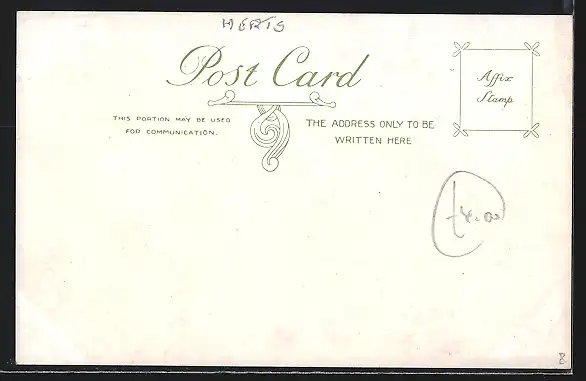 HERTS
Post Card
Affix
Stamp
THIS PORTION MAY BE USED
FOR COMMUNICATION.
THE ADDRESS ONLY TO BE
WRITTEN HERE